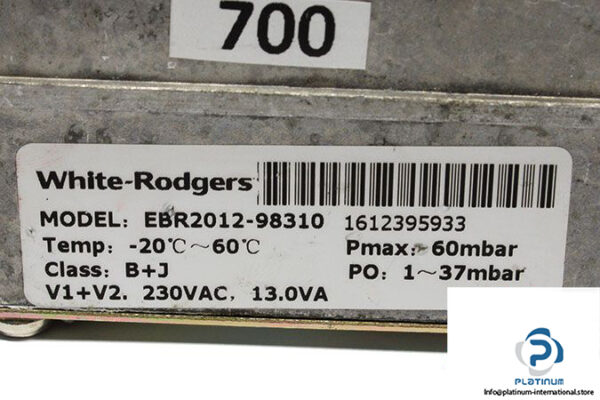 700
White-Rodgers
MODEL: EBR2012-98310 1612395933
Temp: -20℃~60℃ Pmax: 60mbar
Class: B+J PO: 1~37mbar
V1+V2. 230VAC, 13.0VA
PLATINUM
Info@platinum-international.store